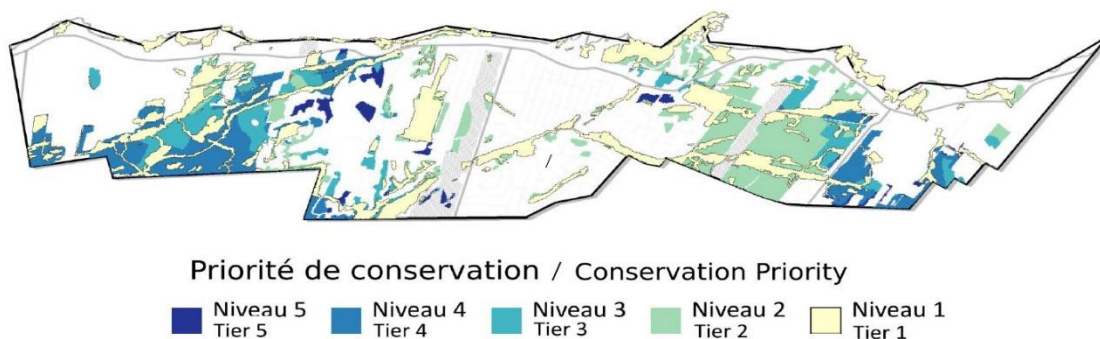 Priorité de conservation / Conservation Priority
Niveau 5 Niveau 4 Niveau 3 Niveau 2 Niveau 1
Tier 5 Tier 4 Tier 3 Tier 2 Tier 1